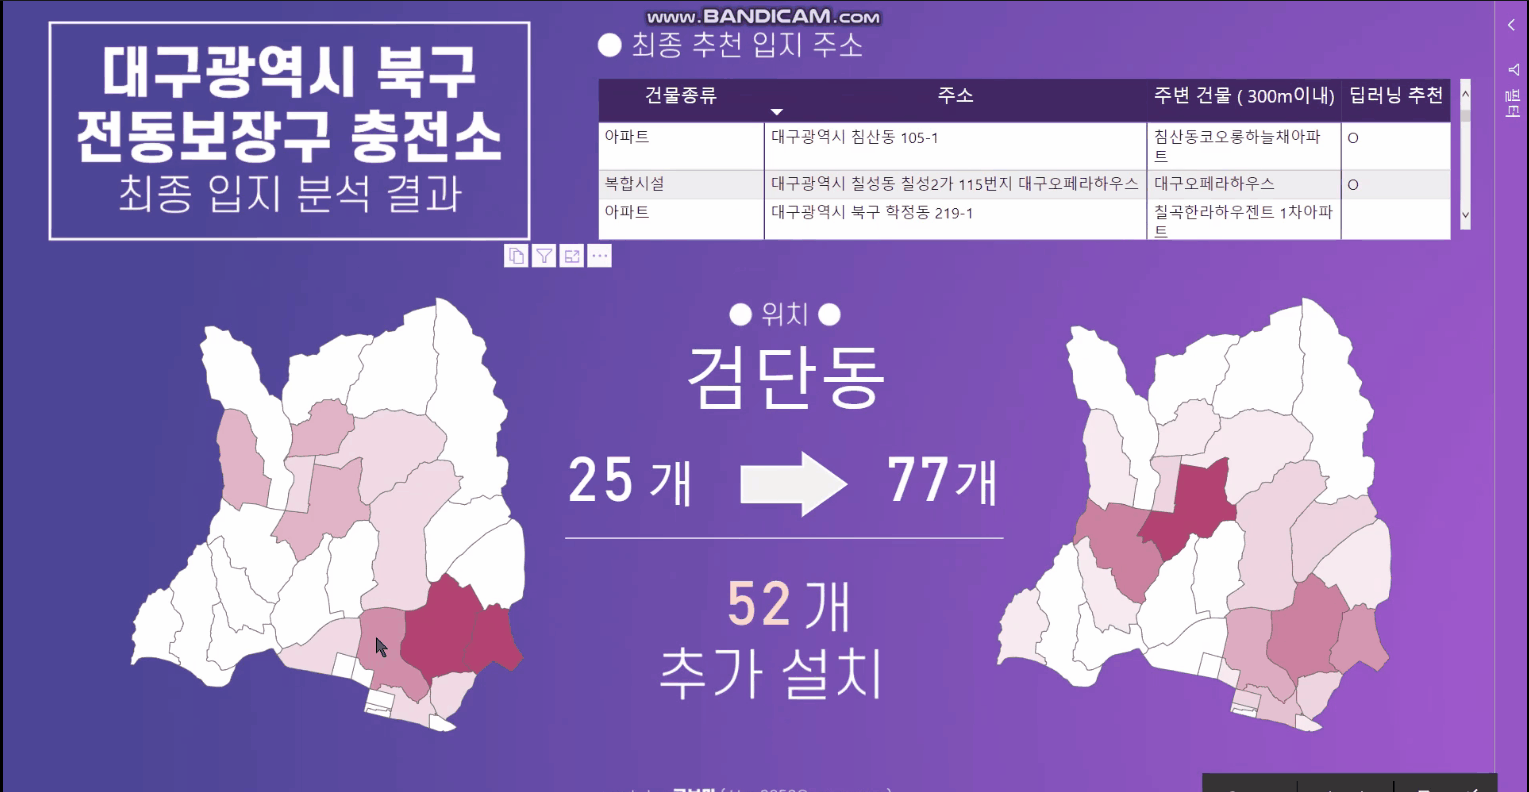 www.BANDICAM.com
대구광역시 북구
전동보장구 충전소
최종 입지 분석 결과
최종 추천 입지 주소
건물종류 주소 주변 건물 ( 300m이내) 딥러닝 추천
아파트 대구광역시 침산동 105-1 침산동코오롱하늘채아파
트 O
복합시설 대구광역시 칠성동 칠성2가 115번지 대구오페라하우스 대구오페라하우스 O
아파트 대구광역시 북구 학정동 219-1 칠곡한라하우젠트 1차아파
트
필터
위치
검단동
25 개 77개
52 개
추가 설치